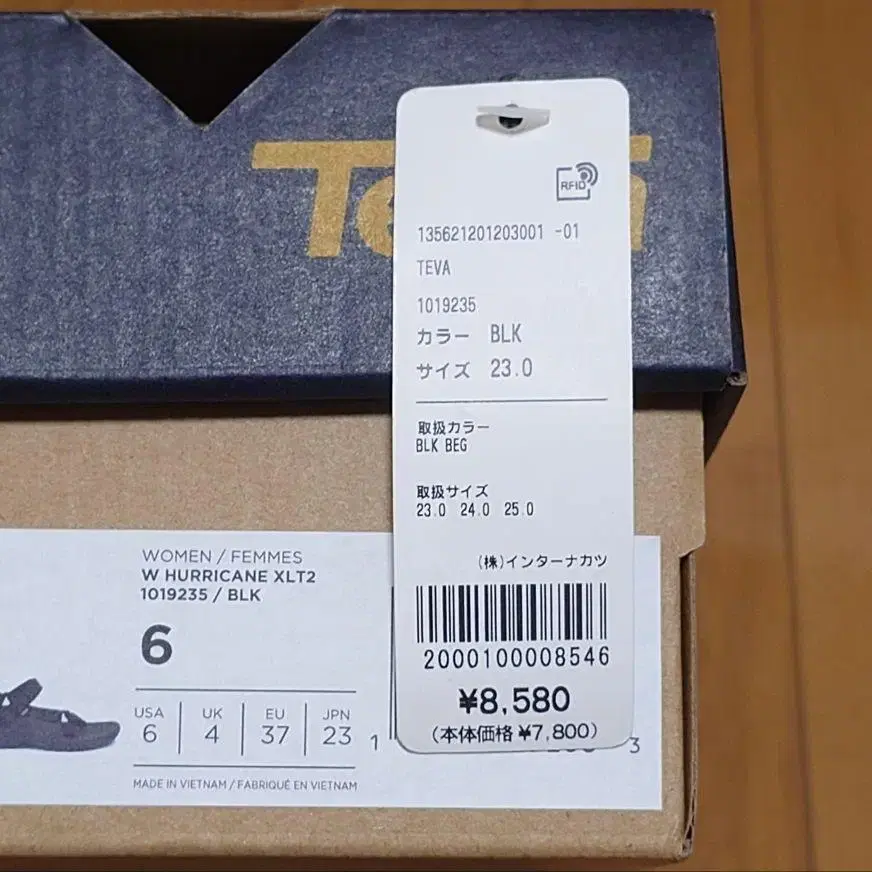 RFID
135621201203001 -01
TEVA
1019235
カラー BLK
サイズ 23.0
取扱カラー
BLK BEG
取扱サイズ
23.0 24.0 25.0
(株)インターナカツ
2000100008546
¥8,580
(本体価格¥7,800)
WOMEN / FEMMES
W HURRICANE XLT2
1019235 / BLK
6
USA UK EU JPN
6 4 37 23
1
3
MADE IN VIETNAM / FABRIQUÉ EN VIETNAM